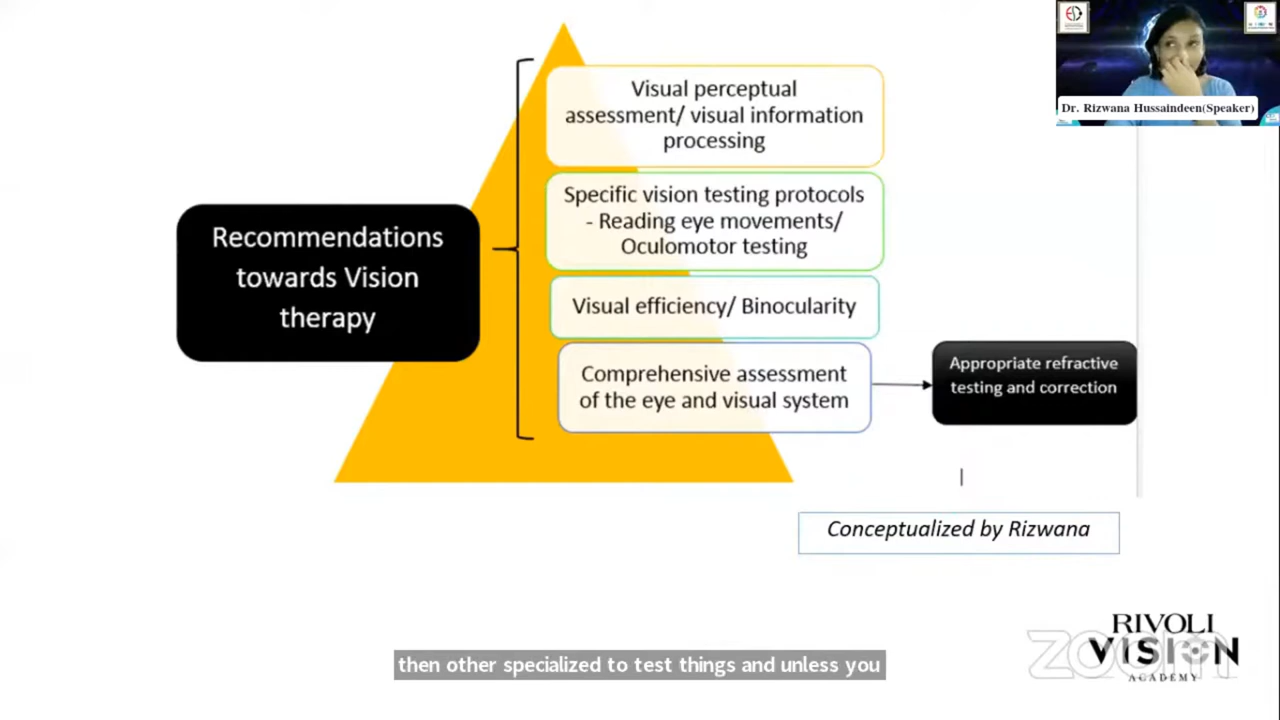 Visual perceptual
assessment/ visual information
processing
Dr. Rizwana Hussaindeen(Speaker)
Specific vision testing protocols
- Reading eye movements/
Oculomotor testing
Recommendations
towards Vision
therapy
Visual efficiency/ Binocularity
Comprehensive assessment
of the eye and visual system
Appropriate refractive
testing and correction
Conceptualized by Rizwana
RIVOLI
VISION
ACADEMY
zoom
then other specialized to test things and unless you